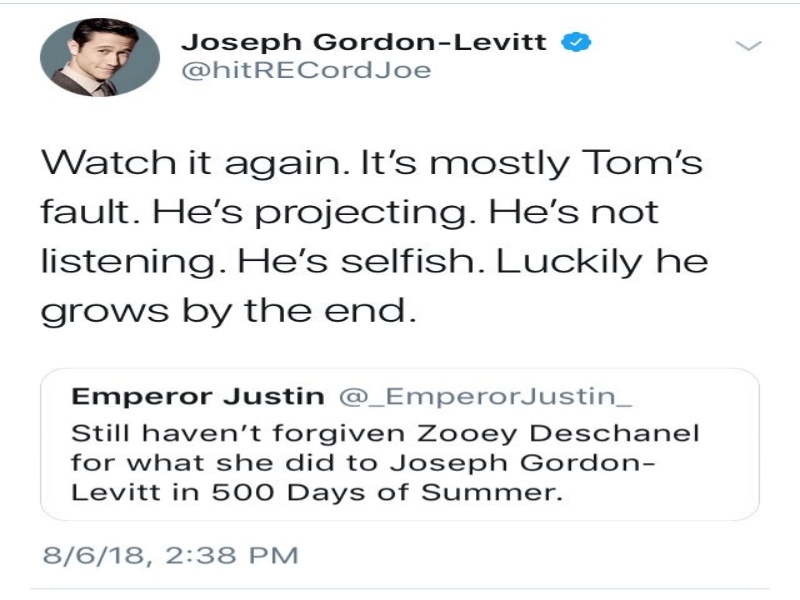 Joseph Gordon-Levitt
@hitRECordJoe
Watch it again. It’s mostly Tom’s
fault. He’s projecting. He’s not
listening. He’s selfish. Luckily he
grows by the end.
Emperor Justin @_EmperorJustin_
Still haven’t forgiven Zooey Deschanel
for what she did to Joseph Gordon-
Levitt in 500 Days of Summer.
8/6/18, 2:38 PM